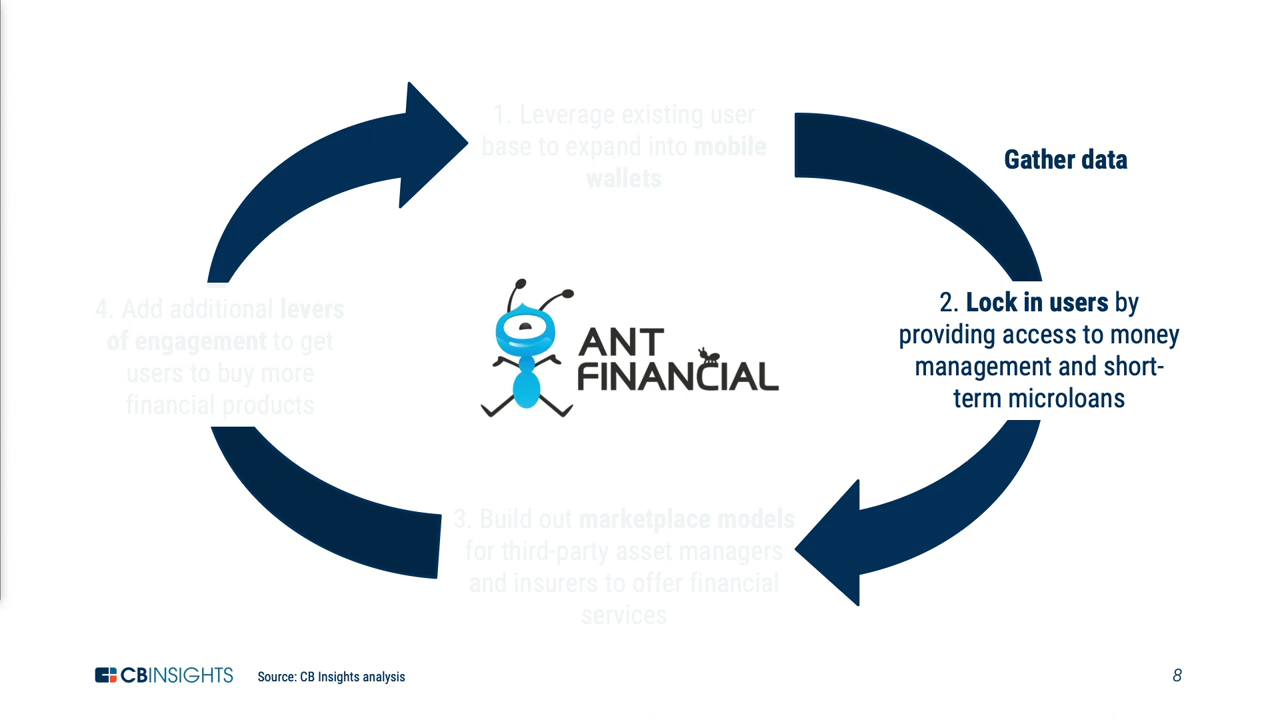 1. Leverage existing user
base to expand into mobile
wallets
Gather data
2. Lock in users by
providing access to money
management and short-
term microloans
4. Add additional levers
of engagement to get
users to buy more
financial products
ANT
FINANCIAL
3. Build out marketplace models
for third-party asset managers
and insurers to offer financial
services
CBINSIGHTS
Source: CB Insights analysis
8